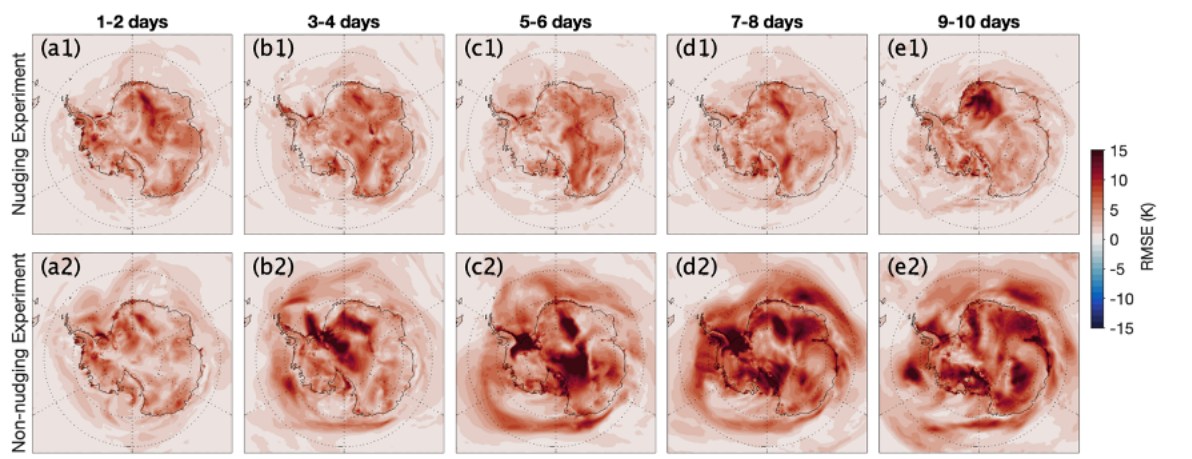 1-2 days
3-4 days
5-6 days
7-8 days
9-10 days
Nudging Experiment
(a1)
(b1)
(c1)
(d1)
(e1)
Non-nudging Experiment
(a2)
(b2)
(c2)
(d2)
(e2)
15
10
5
0
-5
-10
-15
RMSE (K)